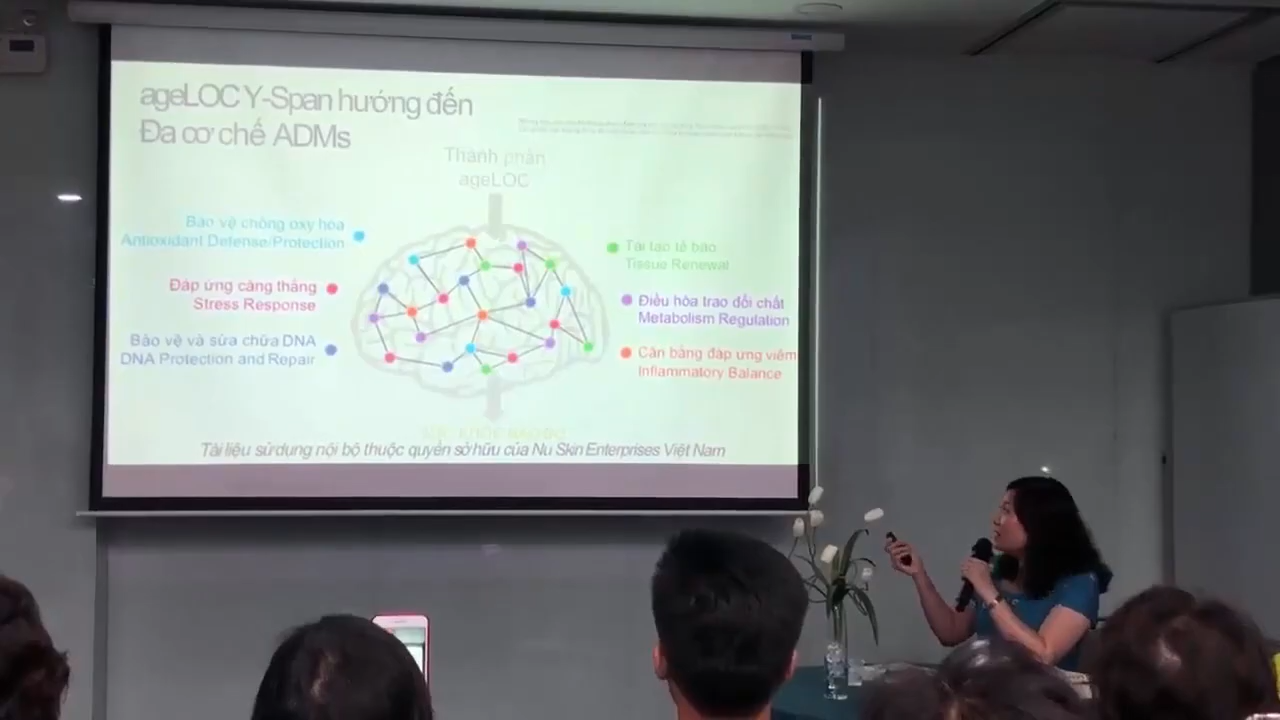 ageLOC Y-Span hướng đến
Đa cơ chế ADMs
Thành phần
ageLOC
Bảo vệ chống oxy hóa
Antioxidant Defense/Protection
Đáp ứng căng thẳng
Stress Response
Bảo vệ và sửa chữa DNA
DNA Protection and Repair
Tái tạo tế bào
Tissue Renewal
Điều hòa trao đổi chất
Metabolism Regulation
Cân bằng đáp ứng viêm
Inflammatory Balance
Tài liệu sử dụng nội bộ thuộc quyền sở hữu của Nu Skin Enterprises Việt Nam